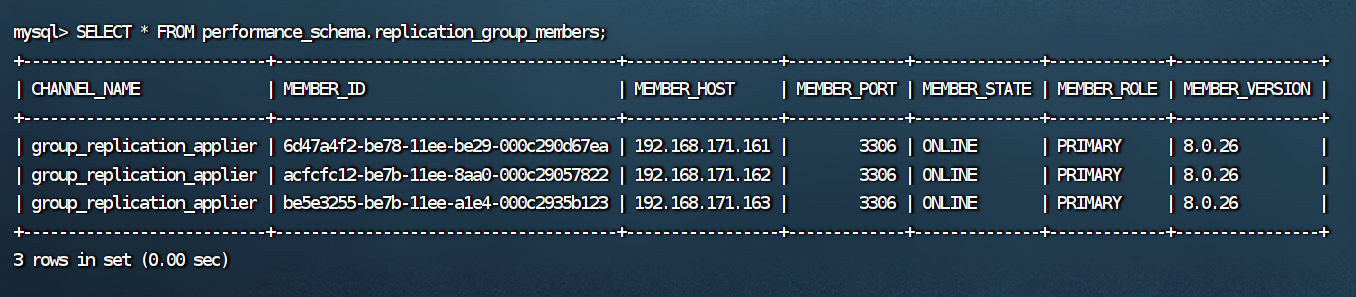 mysql> SELECT * FROM performance_schema.replication_group_members;
+---------------------------+--------------------------------------+-----------------+-------------+--------------+-------------+----------------+
| CHANNEL_NAME              | MEMBER_ID                            | MEMBER_HOST     | MEMBER_PORT | MEMBER_STATE | MEMBER_ROLE | MEMBER_VERSION |
+---------------------------+--------------------------------------+-----------------+-------------+--------------+-------------+----------------+
| group_replication_applier | 6d47a4f2-be78-11ee-be29-000c290d67ea | 192.168.171.161 |        3306 | ONLINE       | PRIMARY     | 8.0.26         |
| group_replication_applier | acfcfc12-be7b-11ee-8aa0-000c29057822 | 192.168.171.162 |        3306 | ONLINE       | PRIMARY     | 8.0.26         |
| group_replication_applier | be5e3255-be7b-11ee-a1e4-000c2935b123 | 192.168.171.163 |        3306 | ONLINE       | PRIMARY     | 8.0.26         |
+---------------------------+--------------------------------------+-----------------+-------------+--------------+-------------+----------------+
3 rows in set (0.00 sec)